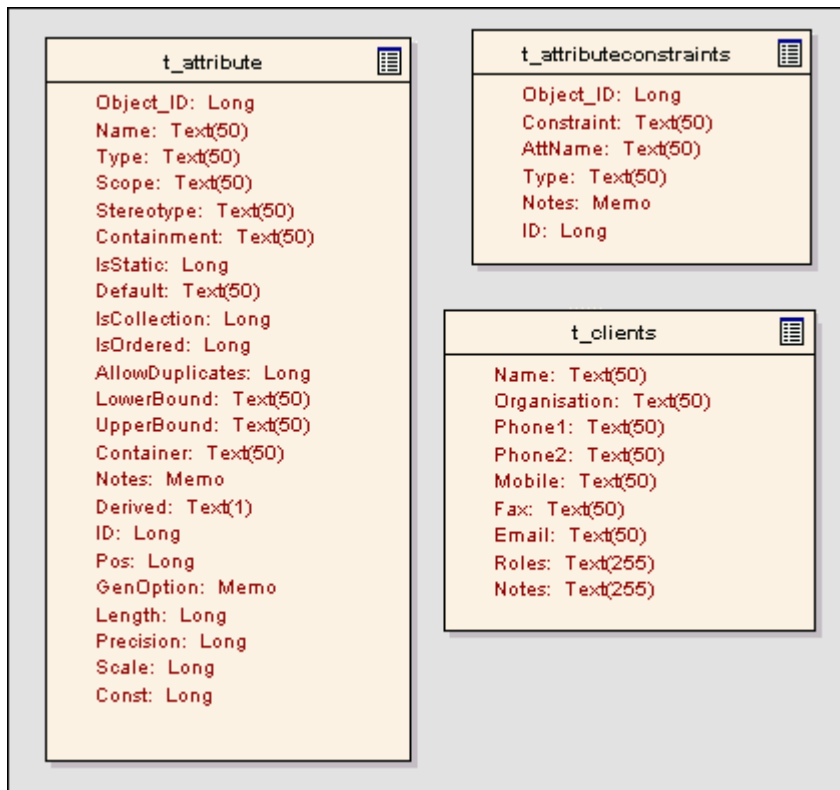 t_attribute
Object_ID: Long
Name: Text(50)
Type: Text(50)
Scope: Text(50)
Stereotype: Text(50)
Containment: Text(50)
IsStatic: Long
Default: Text(50)
IsCollection: Long
IsOrdered: Long
AllowDuplicates: Long
LowerBound: Text(50)
UpperBound: Text(50)
Container: Text(50)
Notes: Memo
Derived: Text(1)
ID: Long
Pos: Long
GenOption: Memo
Length: Long
Precision: Long
Scale: Long
Const: Long
t_attributeconstraints
Object_ID: Long
Constraint: Text(50)
AttName: Text(50)
Type: Text(50)
Notes: Memo
ID: Long
t_clients
Name: Text(50)
Organisation: Text(50)
Phone1: Text(50)
Phone2: Text(50)
Mobile: Text(50)
Fax: Text(50)
Email: Text(50)
Roles: Text(255)
Notes: Text(255)